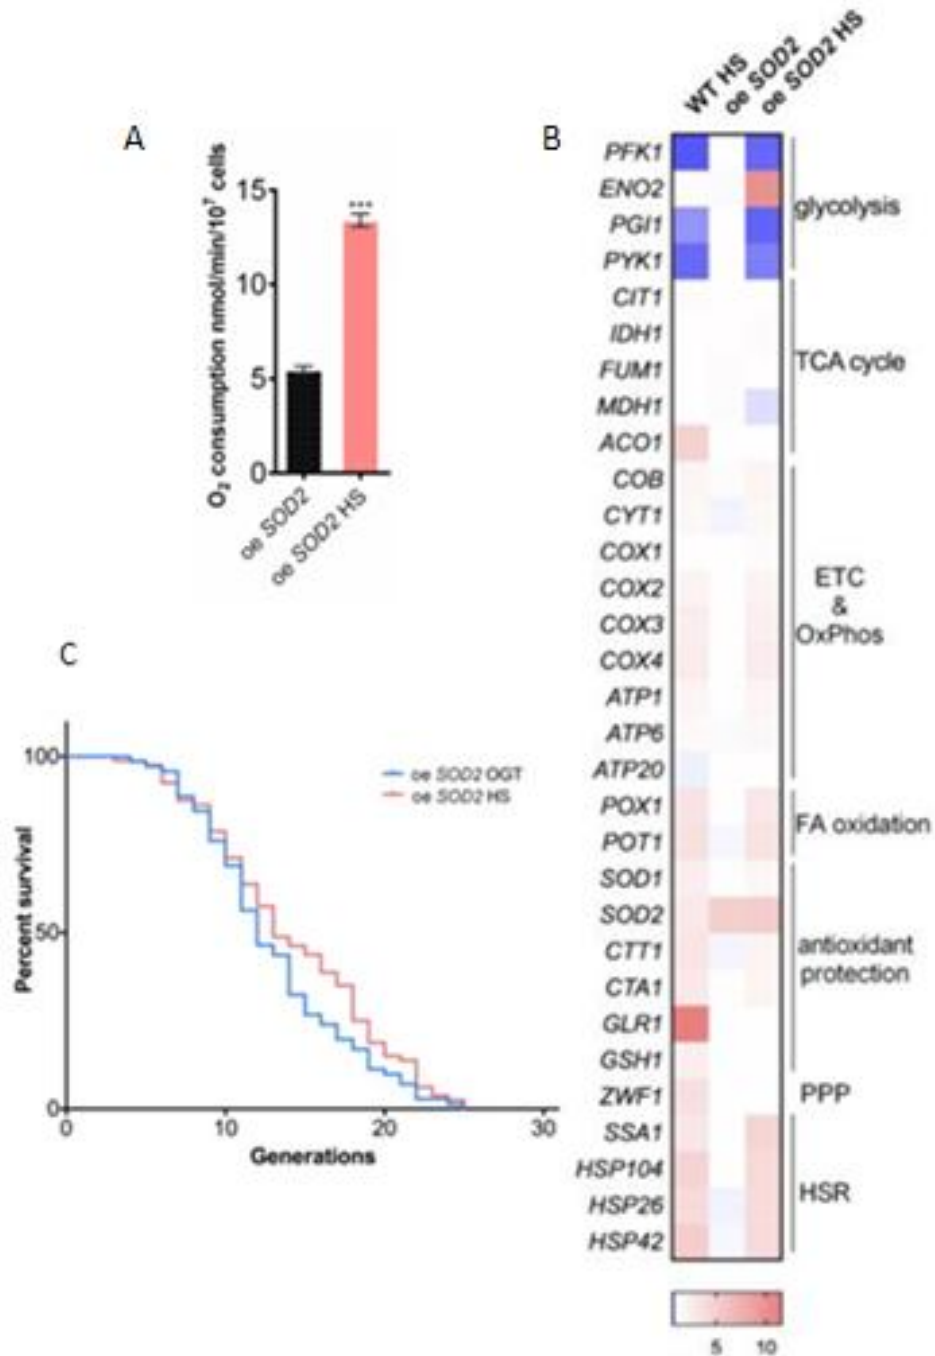 A
O₂ consumption nmol/min/10⁷ cells
15
10
5
0
***
oe SOD2
oe SOD2 HS
B
WT HS
oe SOD2
oe SOD2 HS
PFK1
ENO2
PGI1
PYK1
glycolysis
CIT1
IDH1
FUM1
MDH1
ACO1
TCA cycle
COB
CYT1
COX1
COX2
COX3
COX4
ATP1
ATP6
ATP20
ETC
&
OxPhos
POX1
POT1
FA oxidation
SOD1
SOD2
CTT1
CTA1
GLR1
GSH1
antioxidant
protection
ZWF1
PPP
SSA1
HSP104
HSP26
HSP42
HSR
5 10
C
Percent survival
100
50
0
oe SOD2 OGT
oe SOD2 HS
0 10 20 30
Generations